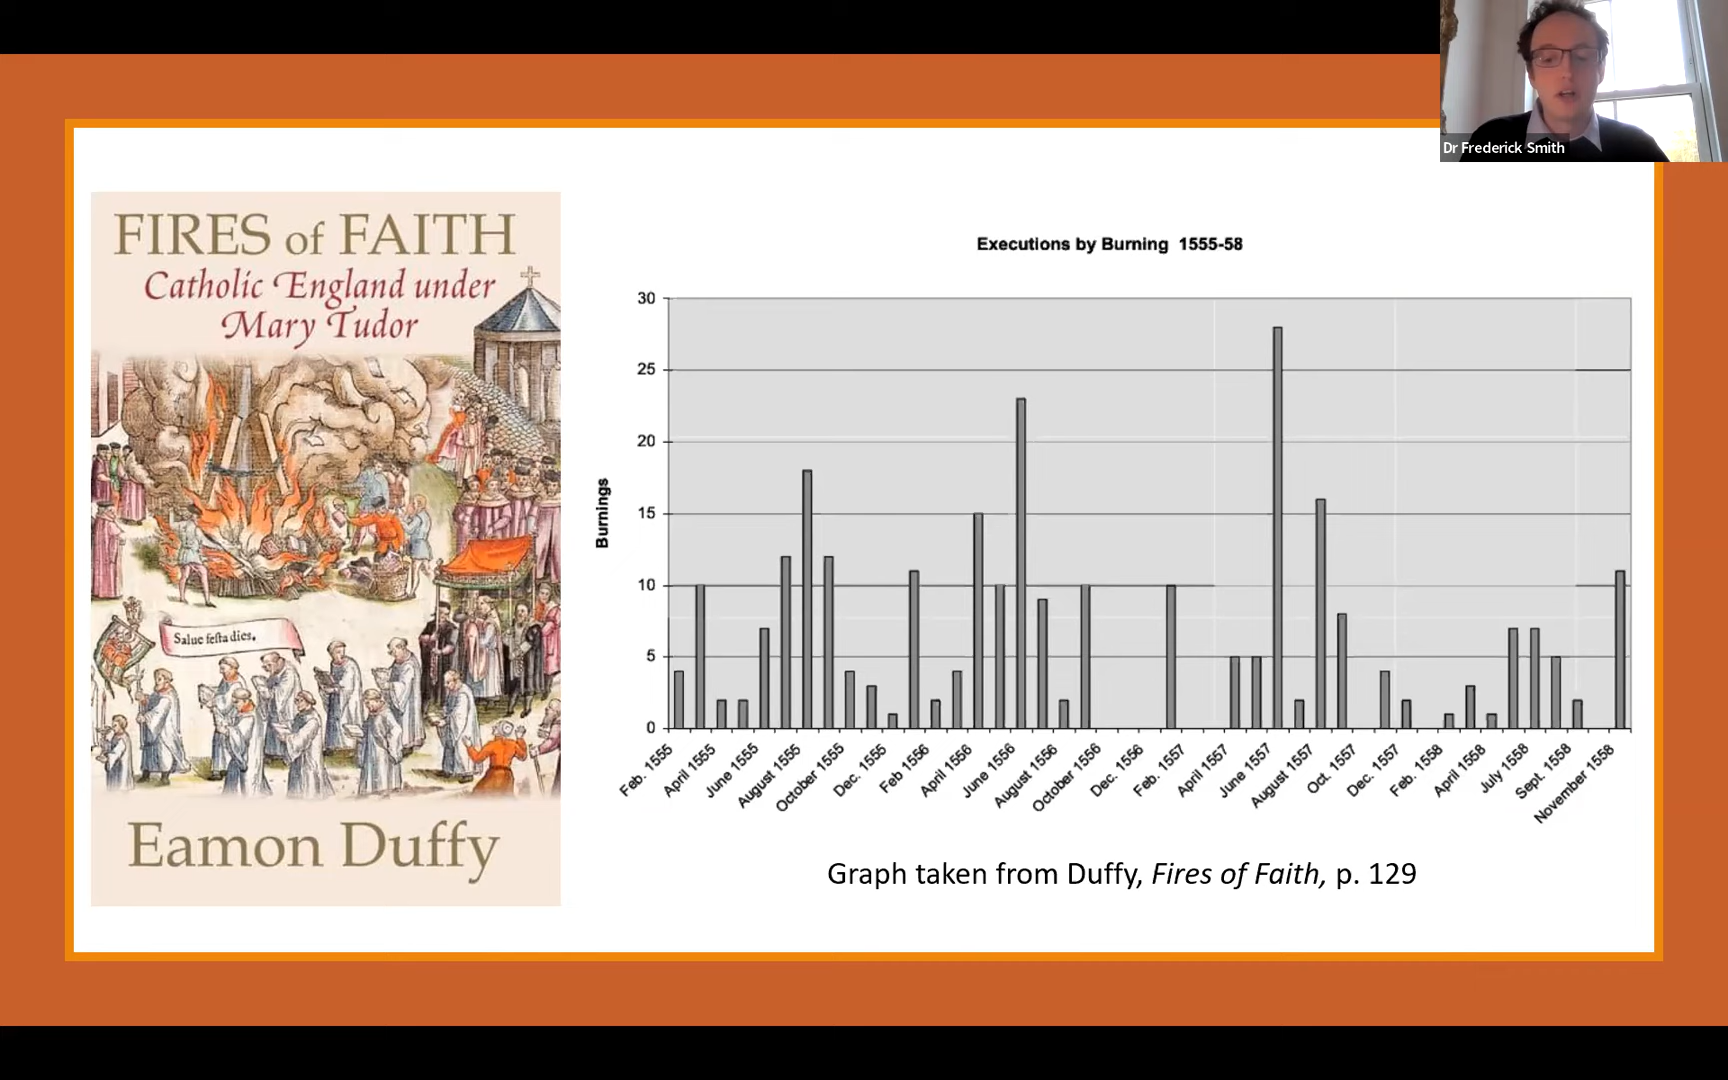 Dr Frederick Smith
FIRES of FAITH
Catholic England under
Mary Tudor
Salue festa dies.
Eamon Duffy
Executions by Burning 1555-58
Burnings
30
25
20
15
10
5
0
Feb. 1555
April 1555
June 1555
August 1555
October 1555
Dec. 1555
Feb 1556
April 1556
June 1556
August 1556
October 1556
Dec. 1556
Feb. 1557
April 1557
June 1557
August 1557
Oct. 1557
Dec. 1557
Feb. 1558
April 1558
July 1558
Sept. 1558
November 1558
Graph taken from Duffy, Fires of Faith, p. 129